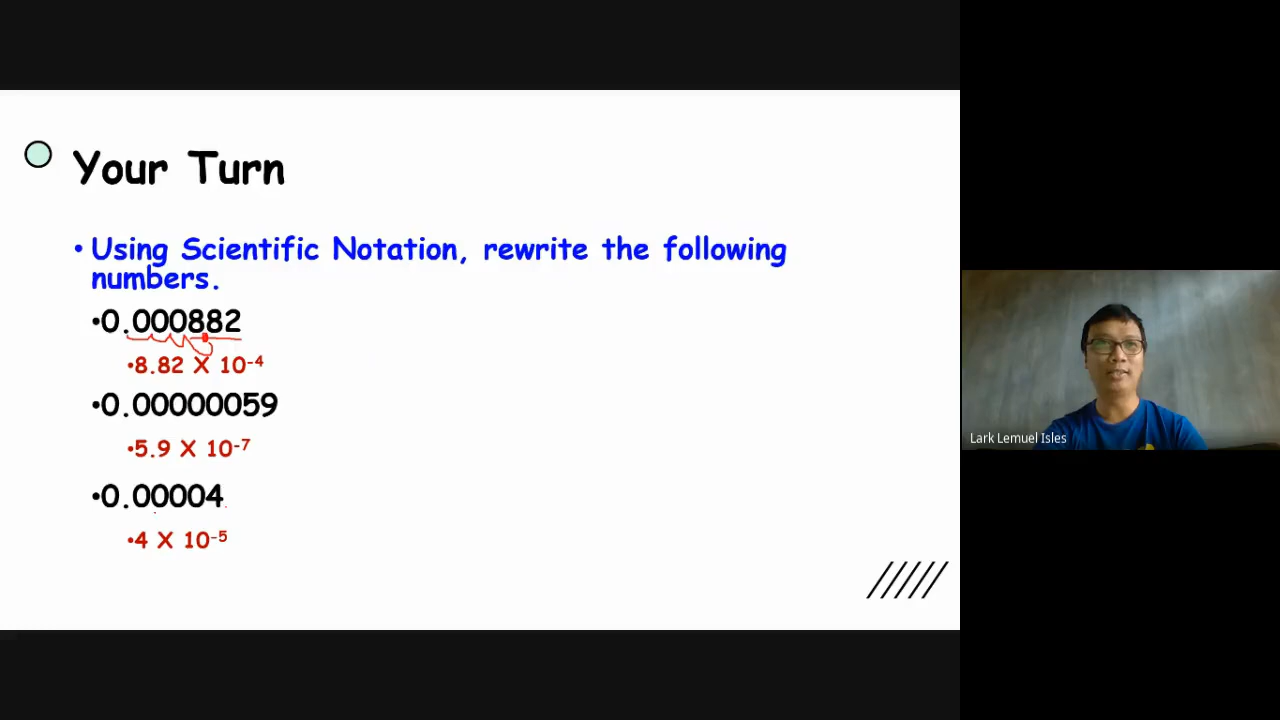 Your Turn
• Using Scientific Notation, rewrite the following
numbers.
•0.000882
•8.82 X 10⁻⁴
•0.00000059
•5.9 X 10⁻⁷
•0.00004
•4 X 10⁻⁵
Lark Lemuel Isles